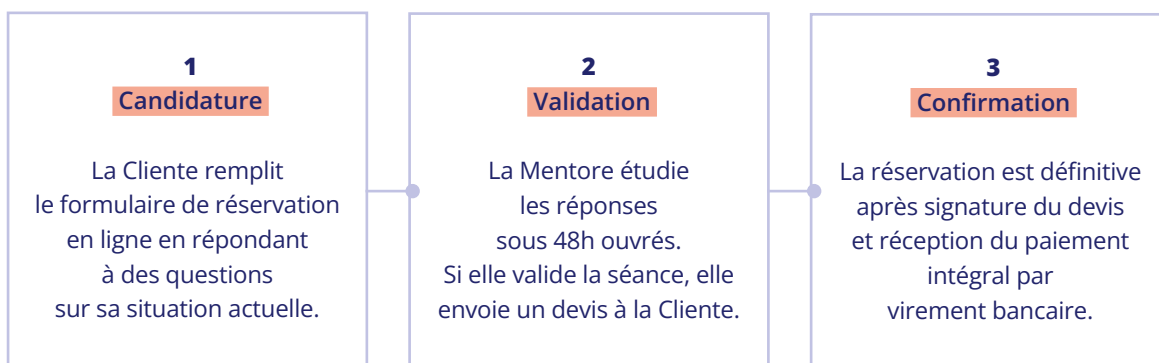 1
Candidature
La Cliente remplit
le formulaire de réservation
en ligne en répondant
à des questions
sur sa situation actuelle.
2
Validation
La Mentore étudie
les réponses
sous 48h ouvrés.
Si elle valide la séance, elle
envoie un devis à la Cliente.
3
Confirmation
La réservation est définitive
après signature du devis
et réception du paiement
intégral par
virement bancaire.